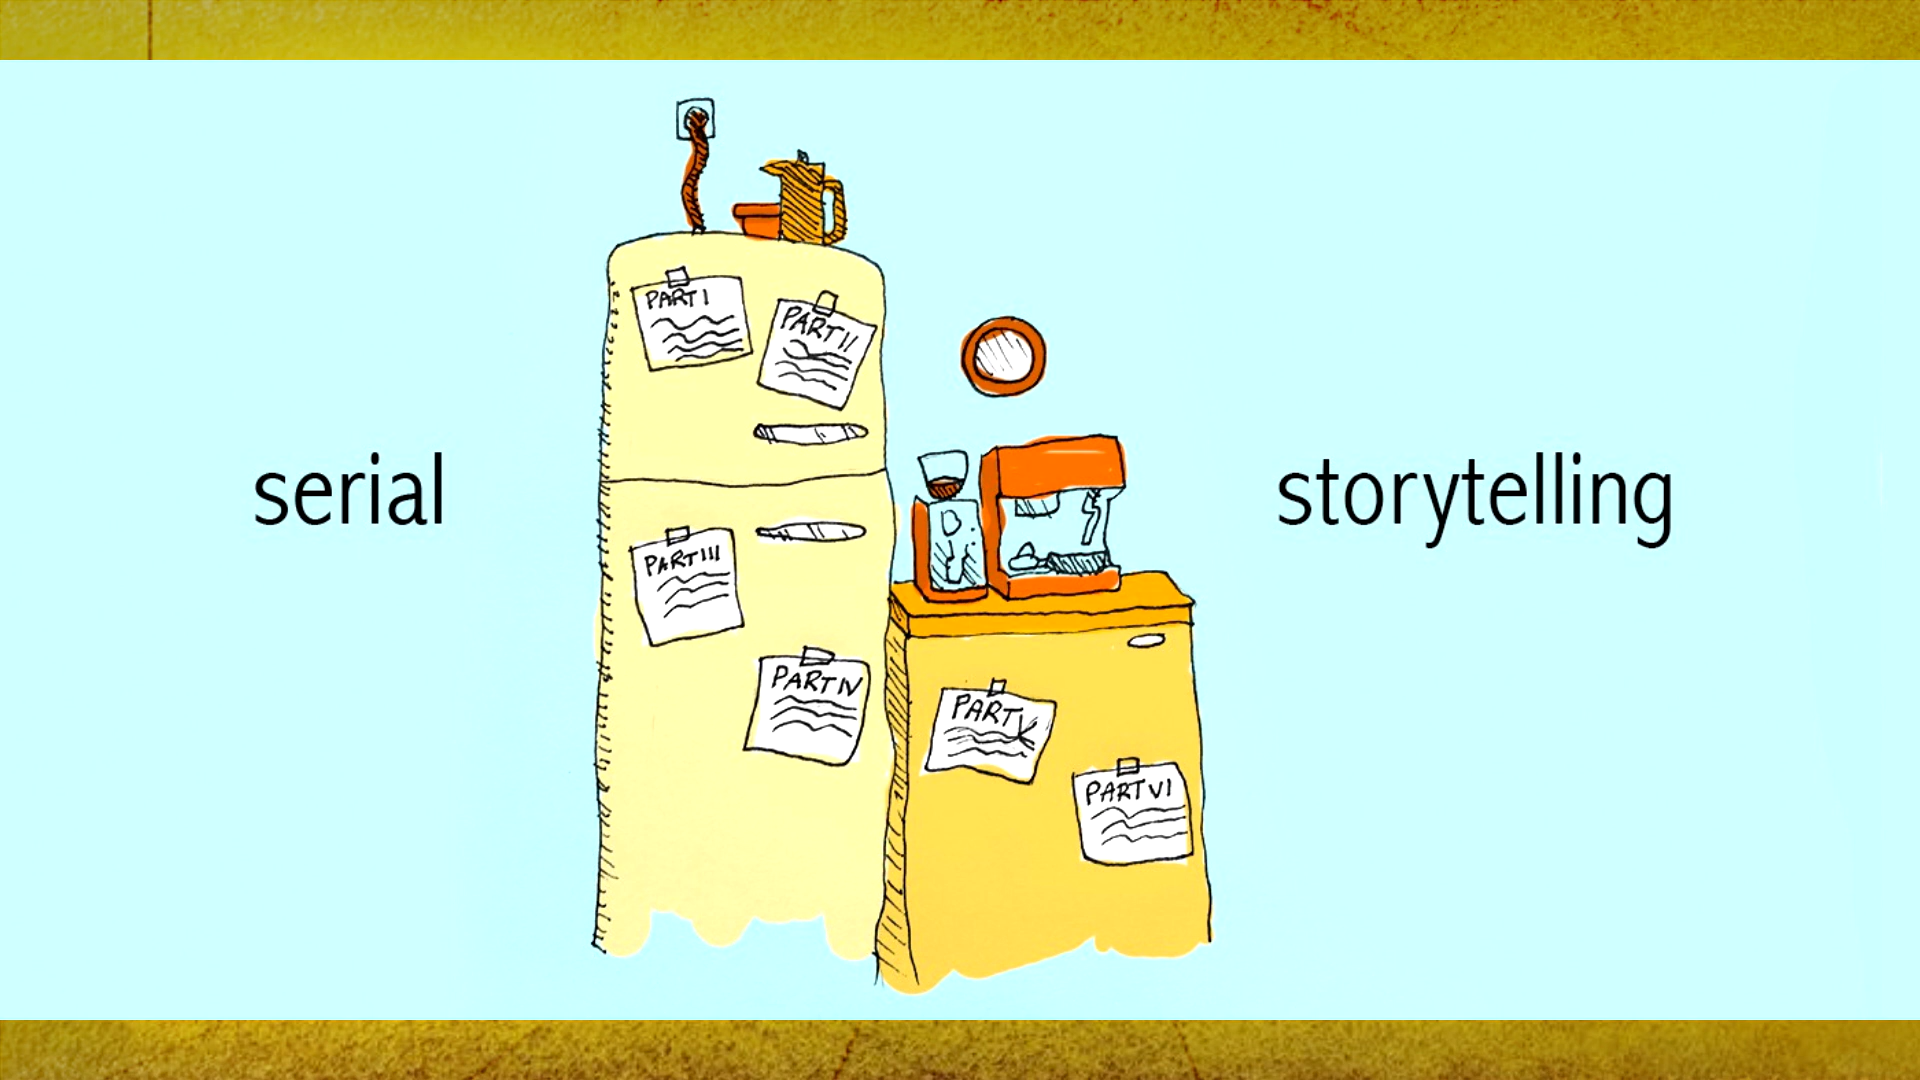 serial
storytelling
PART I
PART II
PART III
PART IV
PART V
PART VI